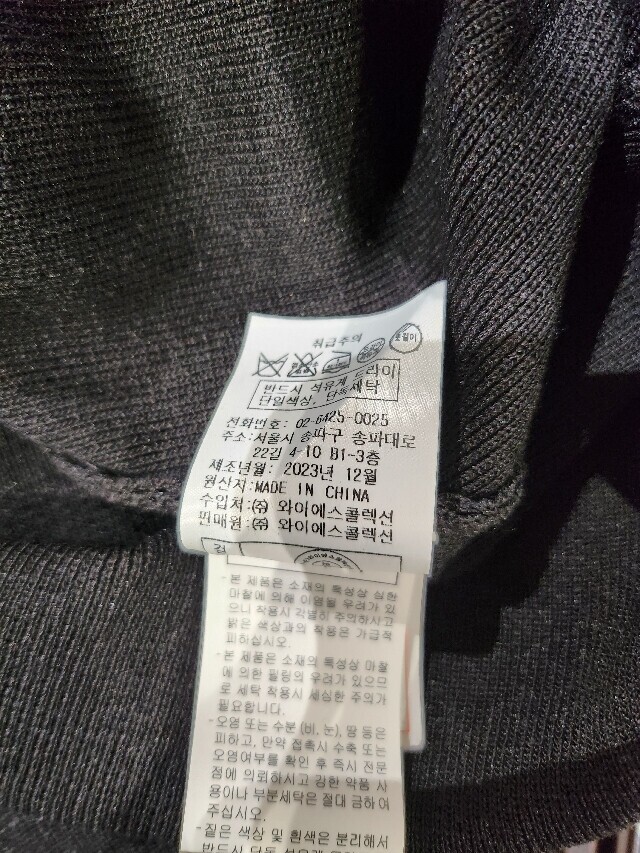 취급주의
옷걸이
반드시 석유계 드라이
단일색상, 단독세탁
전화번호: 02-6425-0025
주소:서울시 송파구 송파대로
22길 4-10 B1-3층
제조년월: 2023년 12월
원산지:MADE IN CHINA
수입처:㈜ 와이에스콜렉션
판매원:㈜ 와이에스콜렉션
- 본 제품은 소재의 특성상 심한
마찰에 의해 이염될 우려가 있
으니 착용시 각별히 주의하시고
밝은 색상과의 착용은 가급적
피하십시오.
- 본 제품은 소재의 특성상 마찰
에 의한 필링의 우려가 있으므
로 세탁 착용시 세심한 주의가
필요합니다.
- 오염 또는 수분 (비, 눈), 땀 등은
피하고, 만약 접촉시 수축 또는
오염여부를 확인 후 즉시 전문
점에 의뢰하시고 강한 약품 사
용이나 부분세탁은 절대 금하여
주십시오.
- 짙은 색상 및 흰색은 분리해서
반드시 단독 석유계